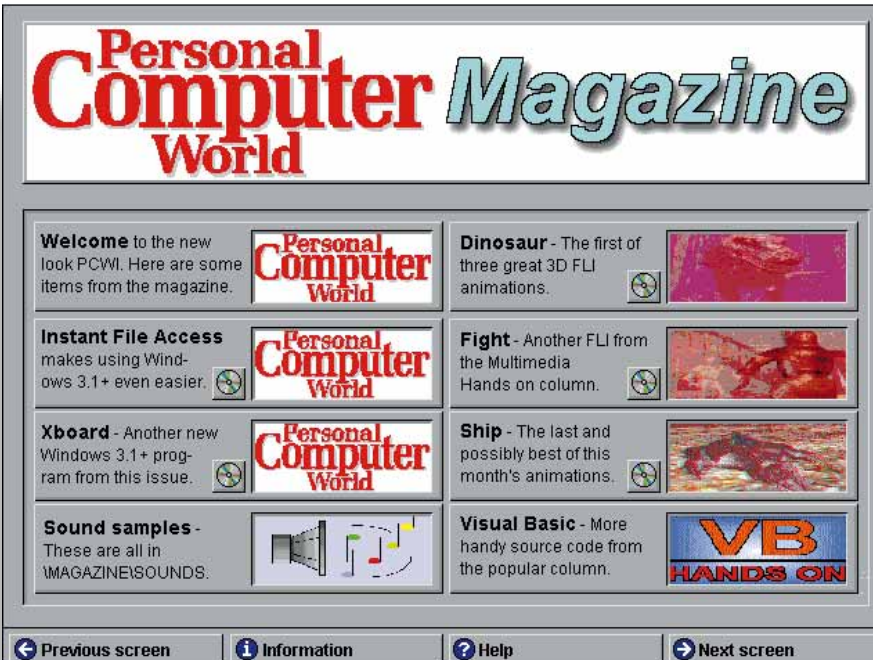 Personal
Computer
World
Magazine
Welcome to the new
look PCW!. Here are some
items from the magazine.
Personal
Computer
World
Instant File Access
makes using Wind-
ows 3.1+ even easier.
Personal
Computer
World
Xboard - Another new
Windows 3.1+ prog-
ram from this issue.
Personal
Computer
World
Sound samples -
These are all in
\MAGAZINE\SOUNDS.
Dinosaur - The first of
three great 3D FLI
animations.
Fight - Another FLI from
the Multimedia
Hands on column.
Ship - The last and
possibly best of this
month's animations.
Visual Basic - More
handy source code from
the popular column.
VB
HANDS ON
Previous screen
Information
Help
Next screen